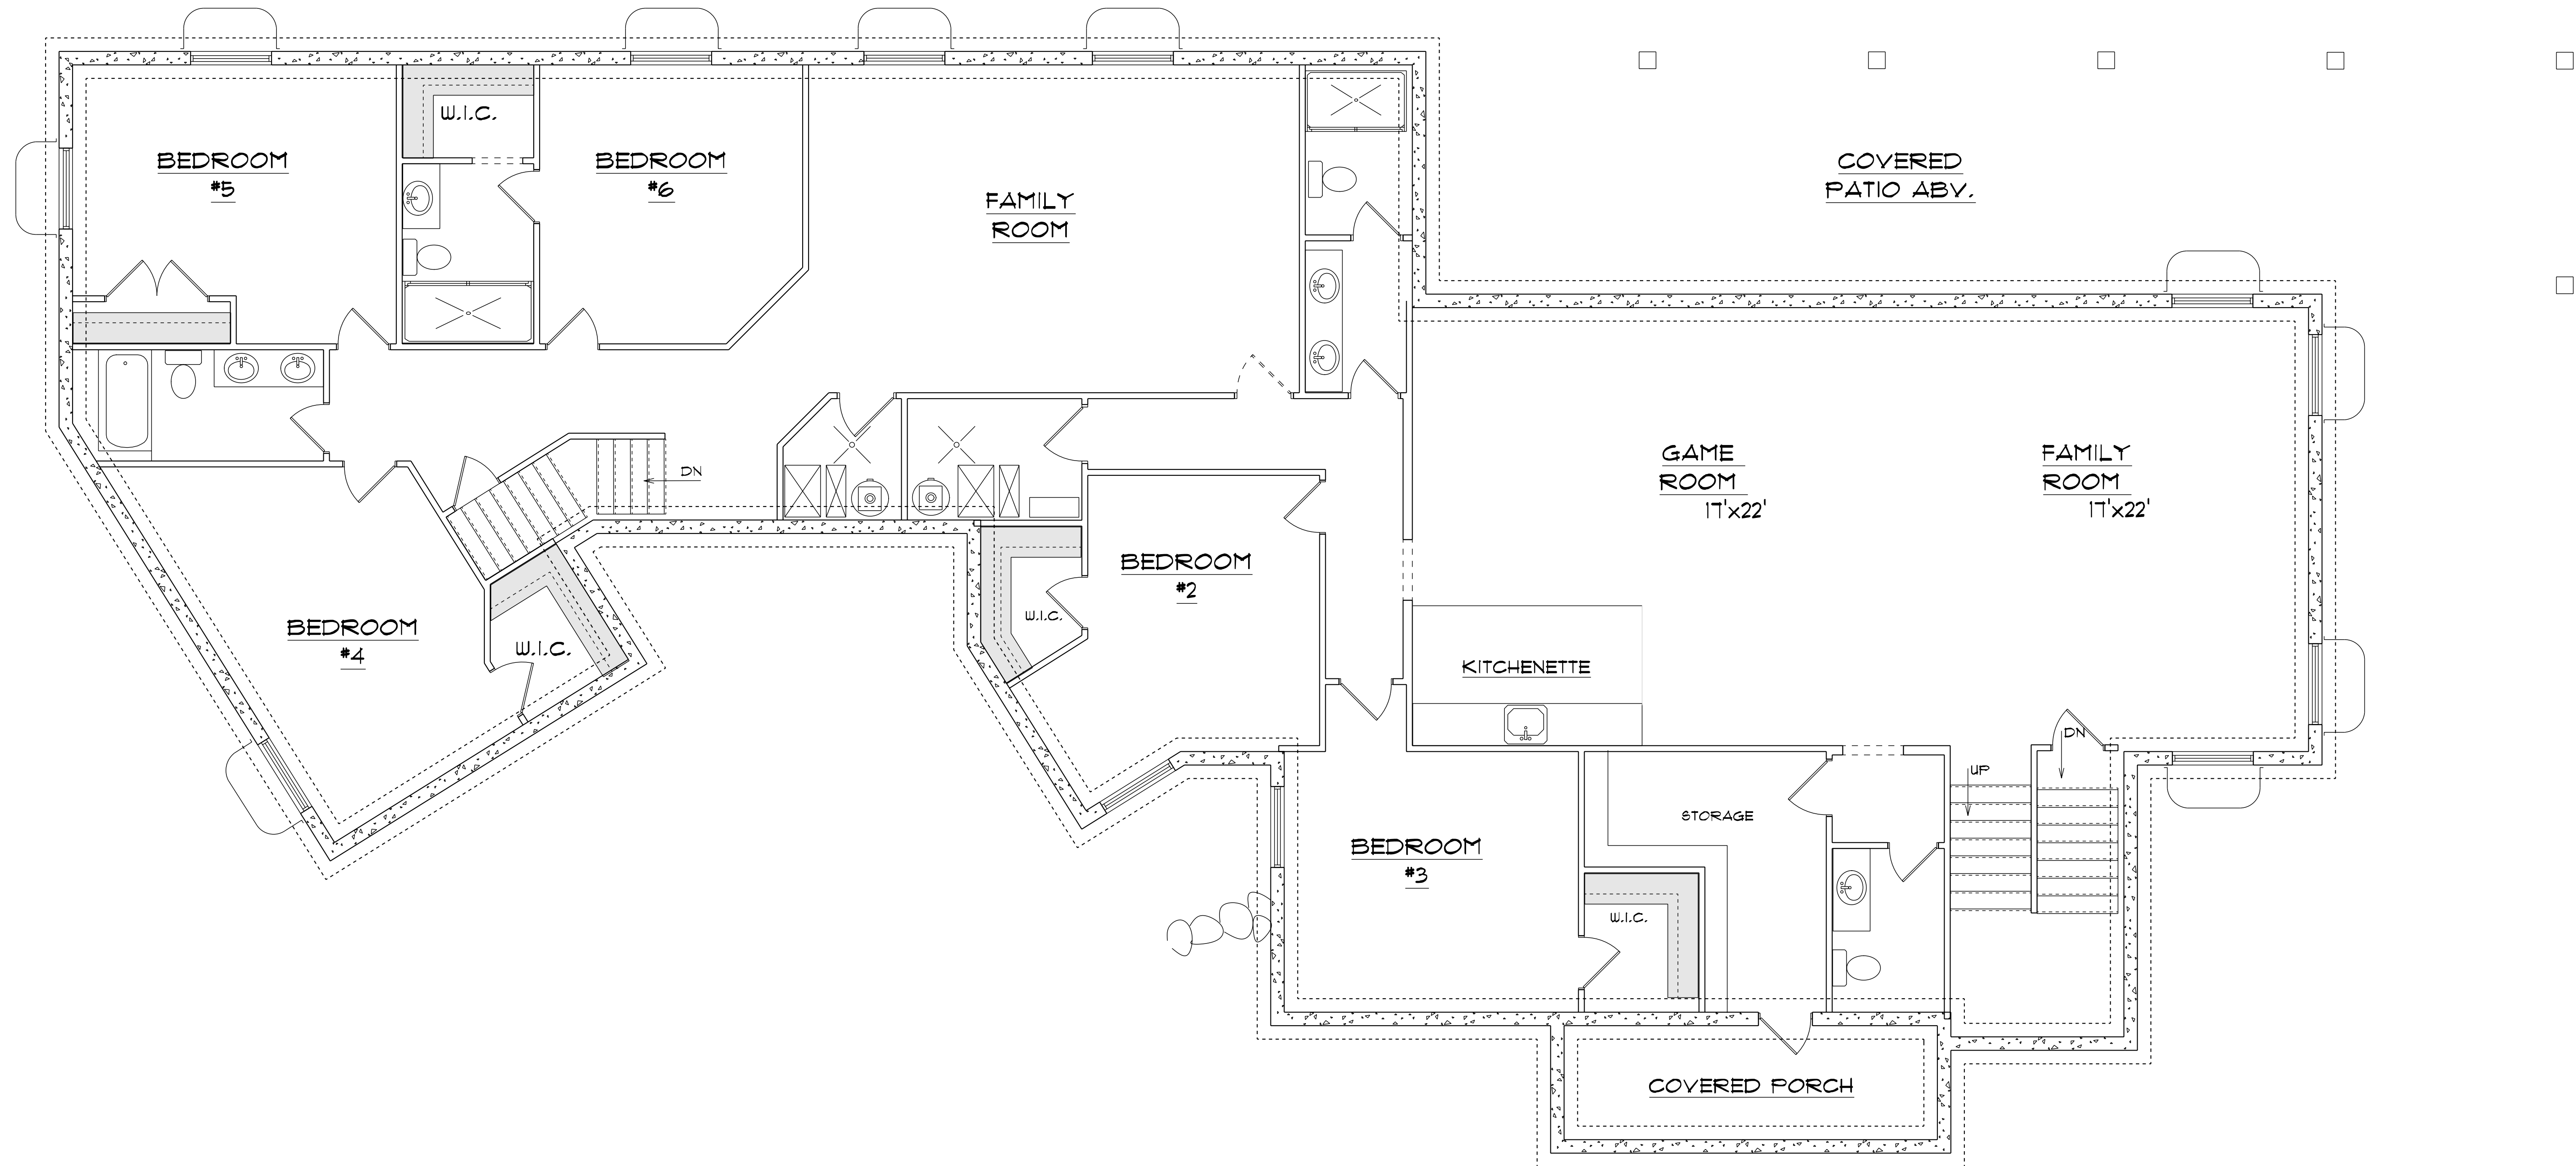 W.I.C.
BEDROOM
#5
BEDROOM
#6
FAMILY
ROOM
COVERED
PATIO ABV.
DN
GAME
ROOM
17'x22'
FAMILY
ROOM
17'x22'
BEDROOM
#2
W.I.C.
BEDROOM
#4
W.I.C.
KITCHENETTE
DN
UP
STORAGE
BEDROOM
#3
W.I.C.
COVERED PORCH